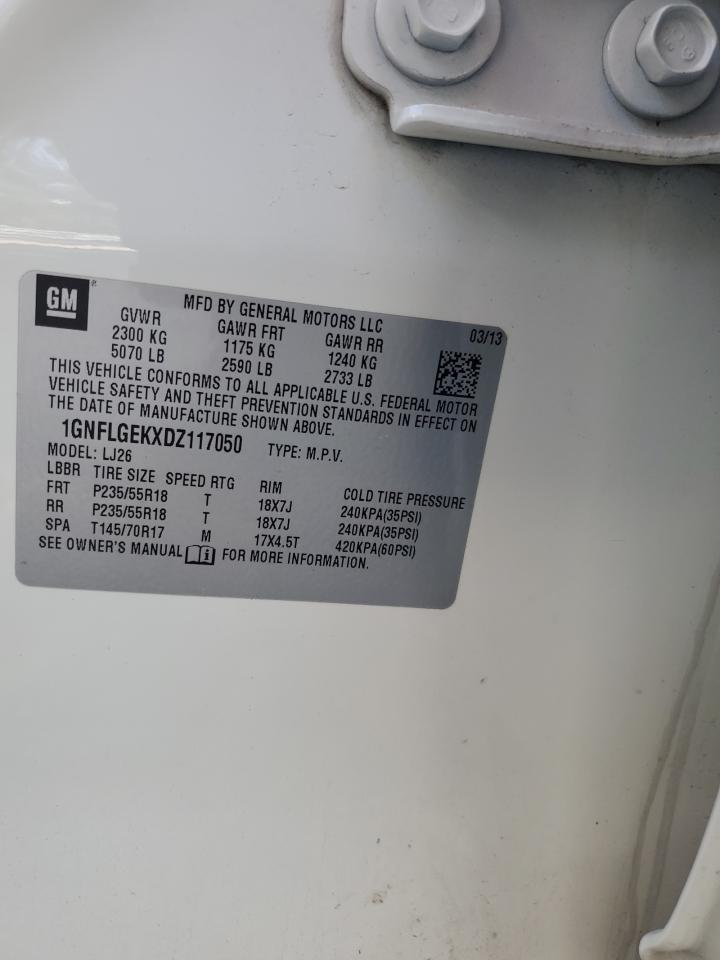 GM
MFD BY GENERAL MOTORS LLC
03/13
GVWR GAWR FRT GAWR RR
2300 KG 1175 KG 1240 KG
5070 LB 2590 LB 2733 LB
THIS VEHICLE CONFORMS TO ALL APPLICABLE U.S. FEDERAL MOTOR
VEHICLE SAFETY AND THEFT PREVENTION STANDARDS IN EFFECT ON
THE DATE OF MANUFACTURE SHOWN ABOVE.
1GNFLGEKXDZ117050 TYPE: M.P.V.
MODEL: LJ26
LBBR TIRE SIZE SPEED RTG RIM COLD TIRE PRESSURE
FRT P235/55R18 T 18X7J 240KPA(35PSI)
RR P235/55R18 T 18X7J 240KPA(35PSI)
SPA T145/70R17 M 17X4.5T 420KPA(60PSI)
SEE OWNER'S MANUAL FOR MORE INFORMATION.